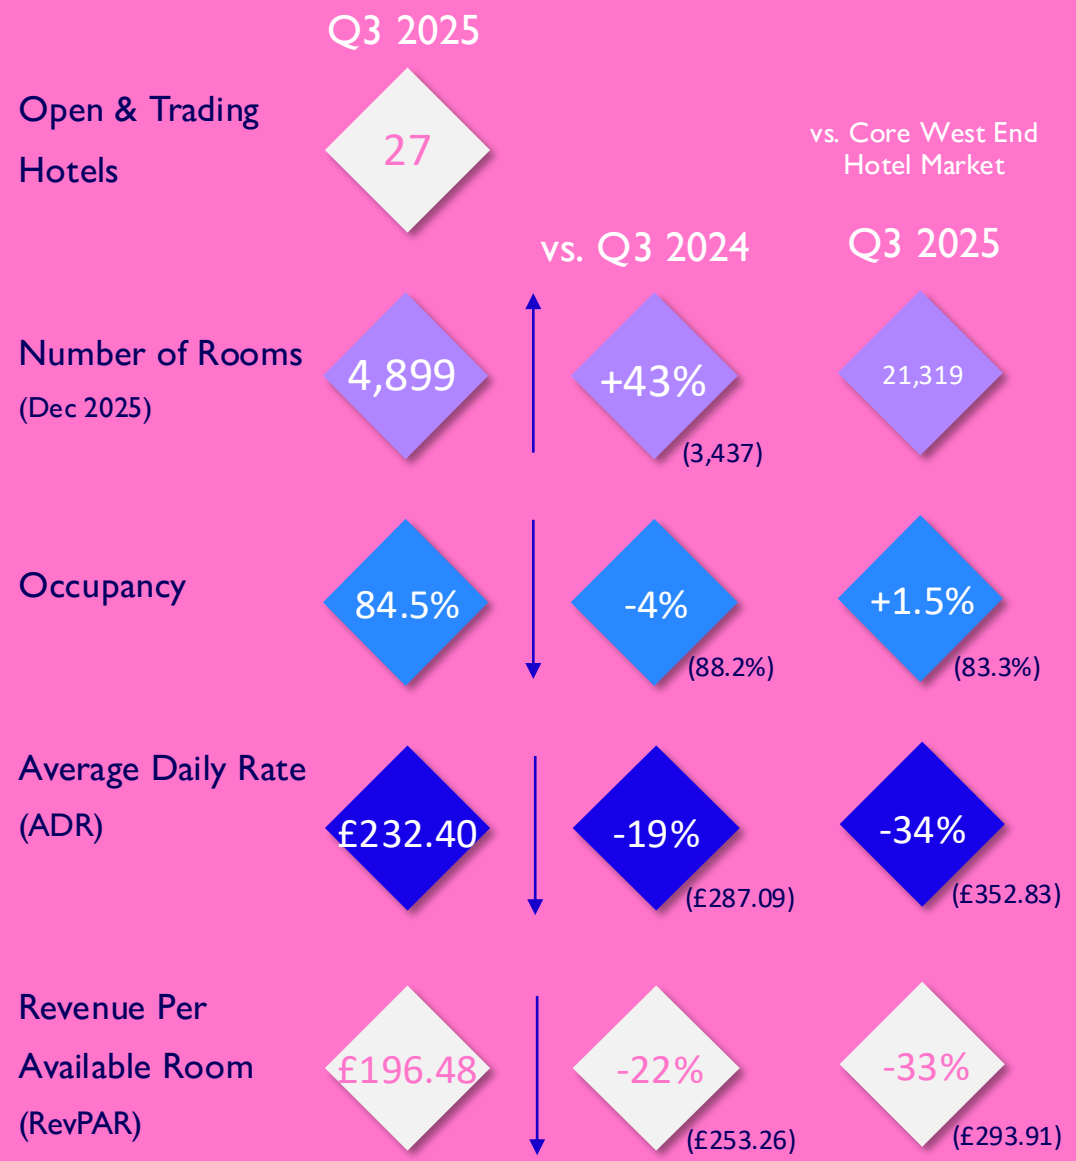 Q3 2025
Open & Trading
Hotels
27
vs. Core West End
Hotel Market
vs. Q3 2024
Q3 2025
Number of Rooms
(Dec 2025)
4,899
+43%
(3,437)
21,319
Occupancy
84.5%
-4%
(88.2%)
+1.5%
(83.3%)
Average Daily Rate
(ADR)
£232.40
-19%
(£287.09)
-34%
(£352.83)
Revenue Per
Available Room
(RevPAR)
£196.48
-22%
(£253.26)
-33%
(£293.91)